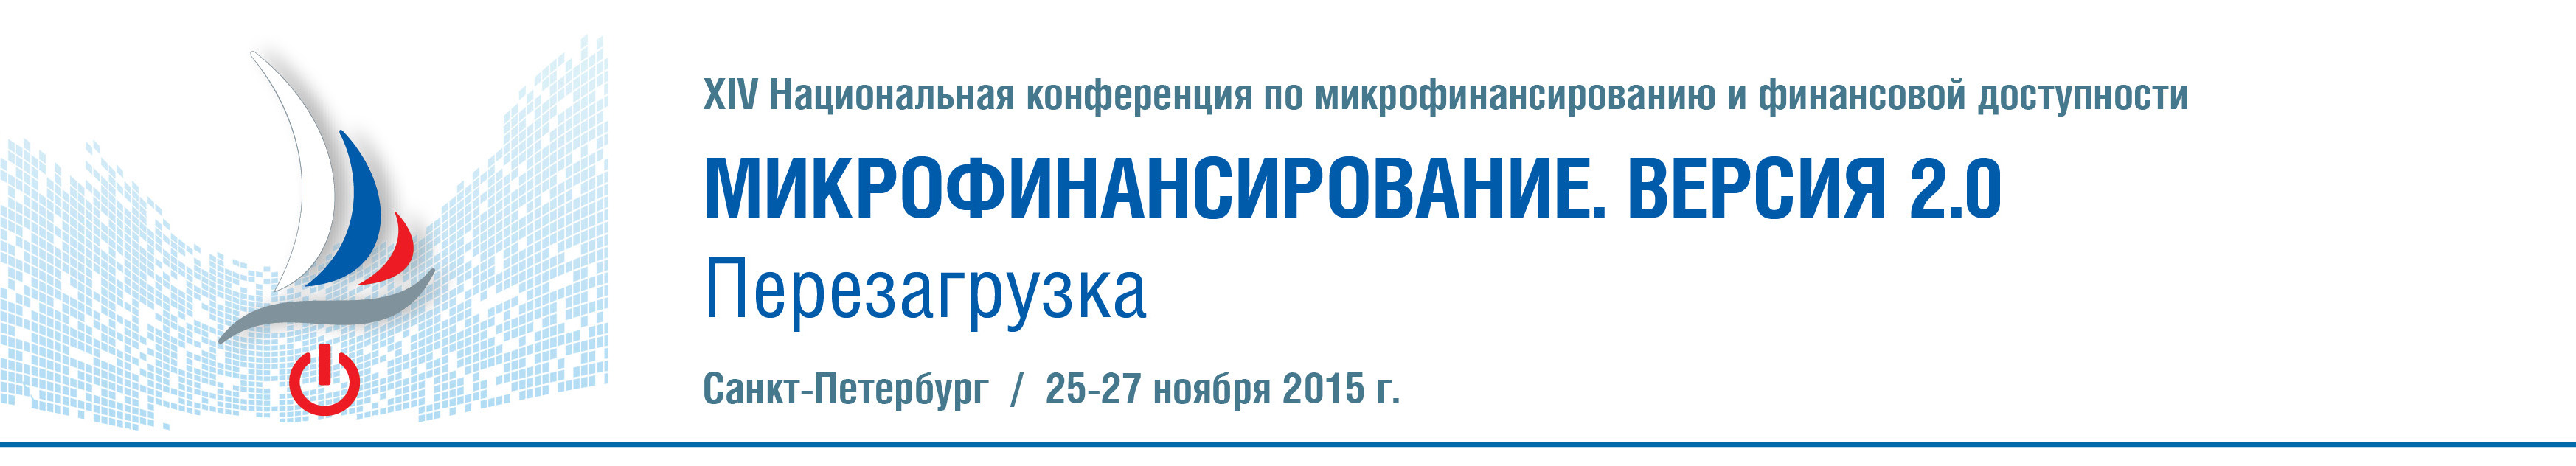 XIV Национальная конференция по микрофинансированию и финансовой доступности
МИКРОФИНАНСИРОВАНИЕ. ВЕРСИЯ 2.0
Перезагрузка
Санкт-Петербург / 25-27 ноября 2015 г.